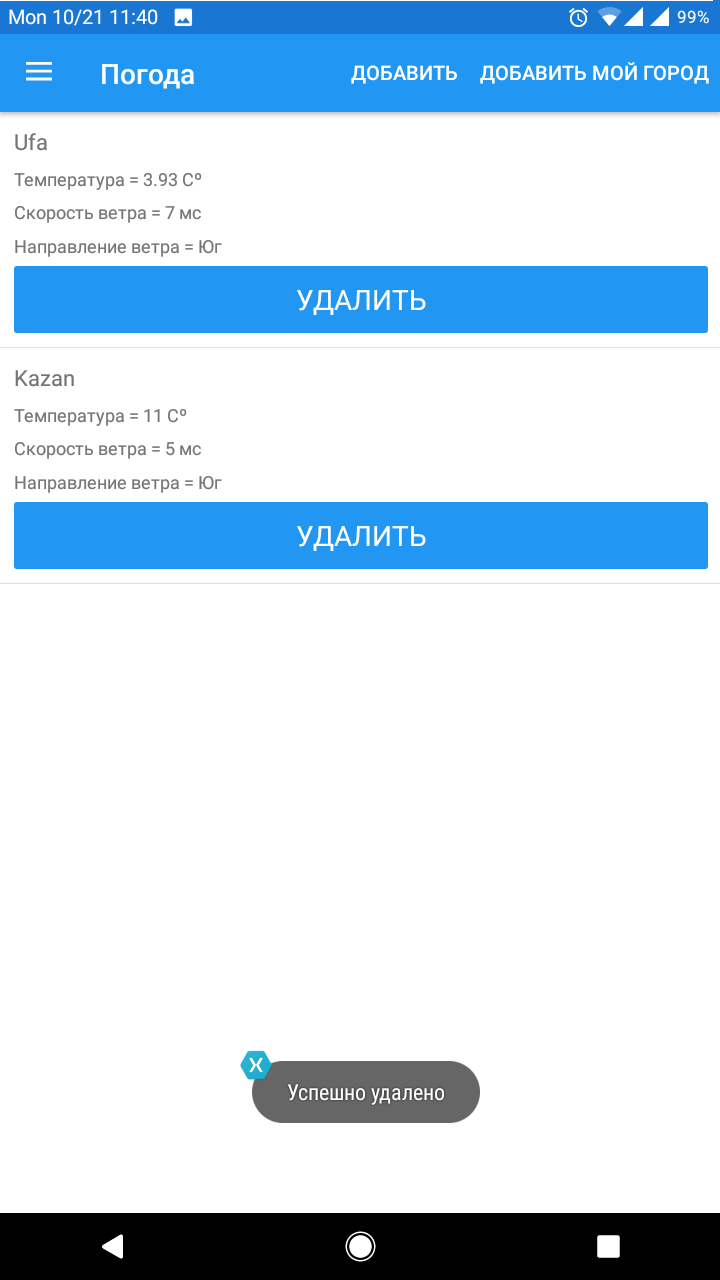 Mon 10/21 11:40 99%
Погода ДОБАВИТЬ ДОБАВИТЬ МОЙ ГОРОД
Ufa
Температура = 3.93 Cº
Скорость ветра = 7 мс
Направление ветра = Юг
УДАЛИТЬ
Kazan
Температура = 11 Cº
Скорость ветра = 5 мс
Направление ветра = Юг
УДАЛИТЬ
Успешно удалено